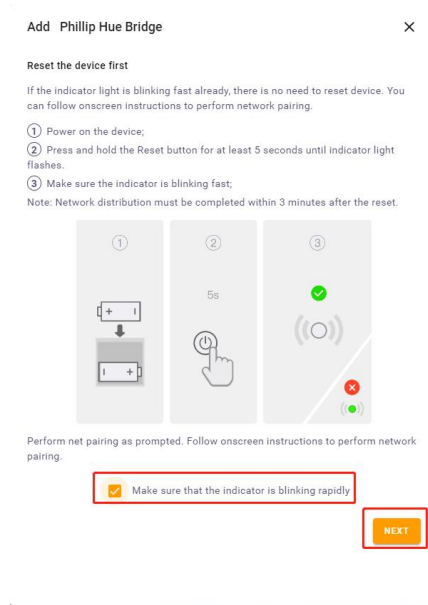 Add Phillip Hue Bridge
Reset the device first
If the indicator light is blinking fast already, there is no need to reset device. You
can follow onscreen instructions to perform network pairing.
① Power on the device;
② Press and hold the Reset button for at least 5 seconds until indicator light
flashes.
③ Make sure the indicator is blinking fast;
Note: Network distribution must be completed within 3 minutes after the reset.
① ② ③
5s
Perform net pairing as prompted. Follow onscreen instructions to perform network
pairing.
Make sure that the indicator is blinking rapidly
NEXT